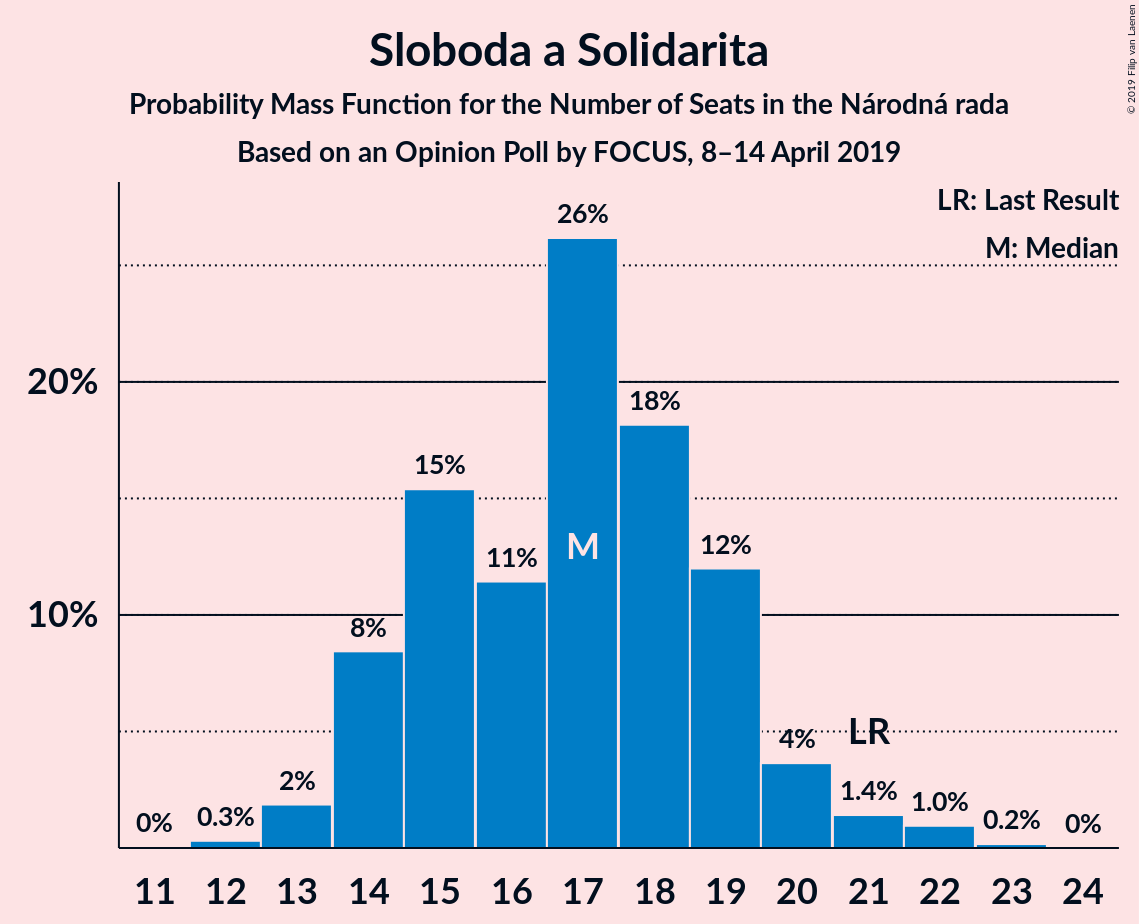 Sloboda a Solidarita
Probability Mass Function for the Number of Seats in the Národná rada
Based on an Opinion Poll by FOCUS, 8–14 April 2019
© 2019 Filip van Laenen
LR: Last Result
M: Median
26%
20%
18%
15%
M
11%
12%
10%
8%
LR
4%
2%
1.4%
1.0%
0%
0.3%
0.2%
0%
11 12 13 14 15 16 17 18 19 20 21 22 23 24